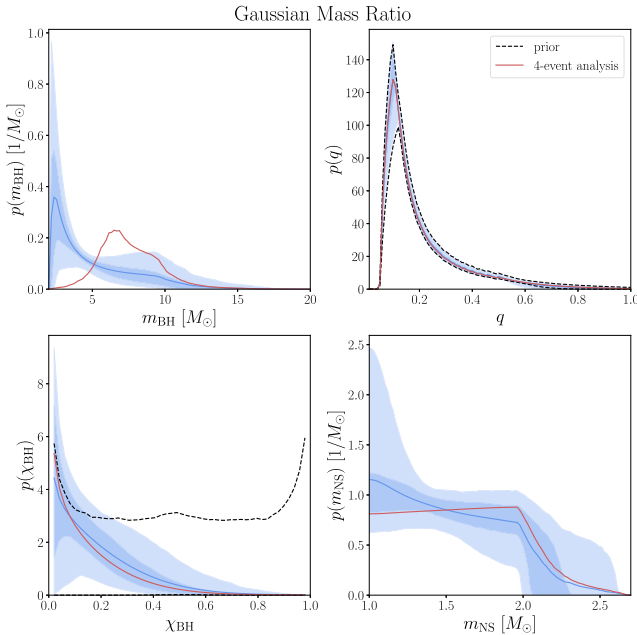 Gaussian Mass Ratio
p(m_BH) [1/M_⊙]
1.0
0.8
0.6
0.4
0.2
0.0
5 10 15 20
m_BH [M_⊙]
p(q)
140
120
100
80
60
40
20
0
0.2 0.4 0.6 0.8 1.0
q
prior
4-event analysis
p(χ_BH)
8
6
4
2
0
0.0 0.2 0.4 0.6 0.8 1.0
χ_BH
p(m_NS) [1/M_⊙]
2.5
2.0
1.5
1.0
0.5
0.0
1.0 1.5 2.0 2.5
m_NS [M_⊙]